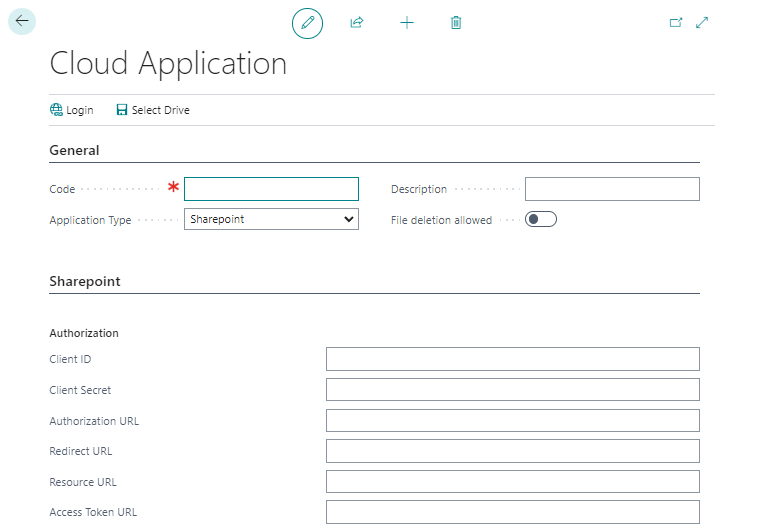 Cloud Application
Login Select Drive
General
Code * Description
Application Type Sharepoint File deletion allowed
Sharepoint
Authorization
Client ID
Client Secret
Authorization URL
Redirect URL
Resource URL
Access Token URL